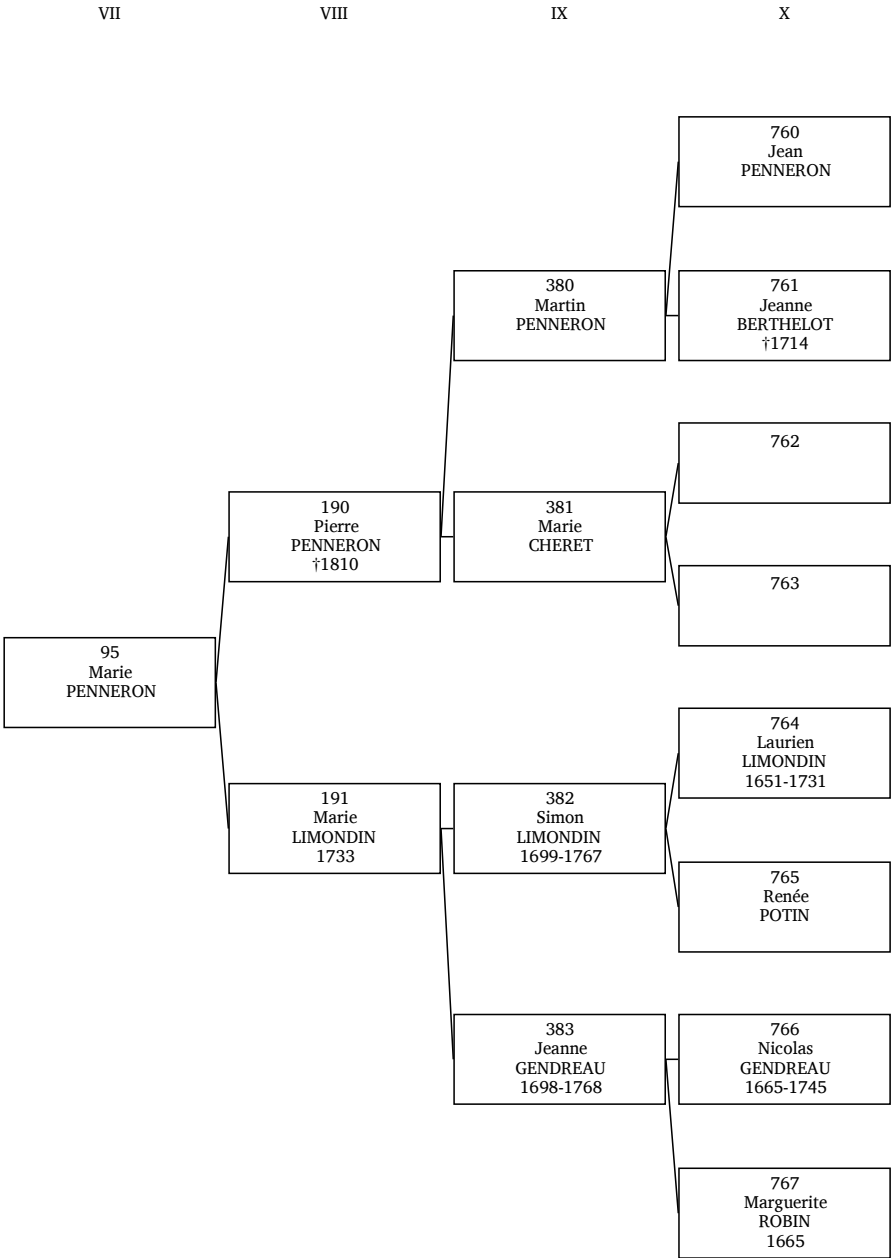 VII VIII IX X
760
Jean
PENNERON
380
Martin
PENNERON
761
Jeanne
BERTHELOT
†1714
762
190
Pierre
PENNERON
†1810
381
Marie
CHERET
763
95
Marie
PENNERON
764
Laurien
LIMONDIN
1651-1731
191
Marie
LIMONDIN
1733
382
Simon
LIMONDIN
1699-1767
765
Renée
POTIN
383
Jeanne
GENDREAU
1698-1768
766
Nicolas
GENDREAU
1665-1745
767
Marguerite
ROBIN
1665